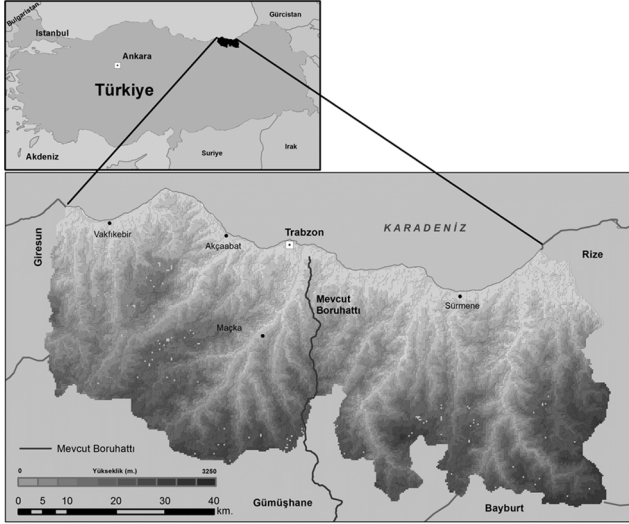 Bulgaristan
Gürcistan
Istanbul
Ankara
Türkiye
Akdeniz
Suriye
Irak
KARADENİZ
Trabzon
Vakfıkebir
Akçaabat
Giresun
Rize
Mevcut
Boruhattı
Sürmene
Maçka
Mevcut Boruhattı
0 Yükseklik (m.) 3250
0 5 10 20 30 40
km.
Gümüşhane
Bayburt